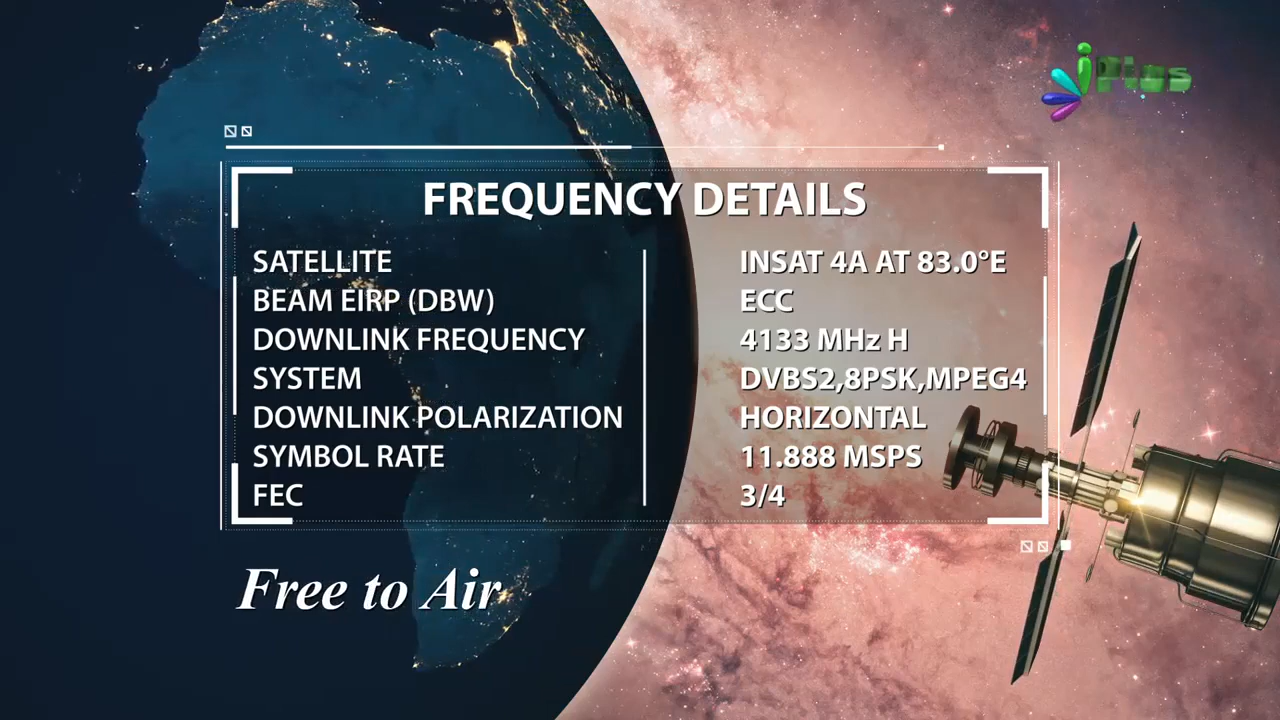 iPlus
FREQUENCY DETAILS
SATELLITE INSAT 4A AT 83.0°E
BEAM EIRP (DBW) ECC
DOWNLINK FREQUENCY 4133 MHz H
SYSTEM DVBS2,8PSK,MPEG4
DOWNLINK POLARIZATION HORIZONTAL
SYMBOL RATE 11.888 MSPS
FEC 3/4
Free to Air